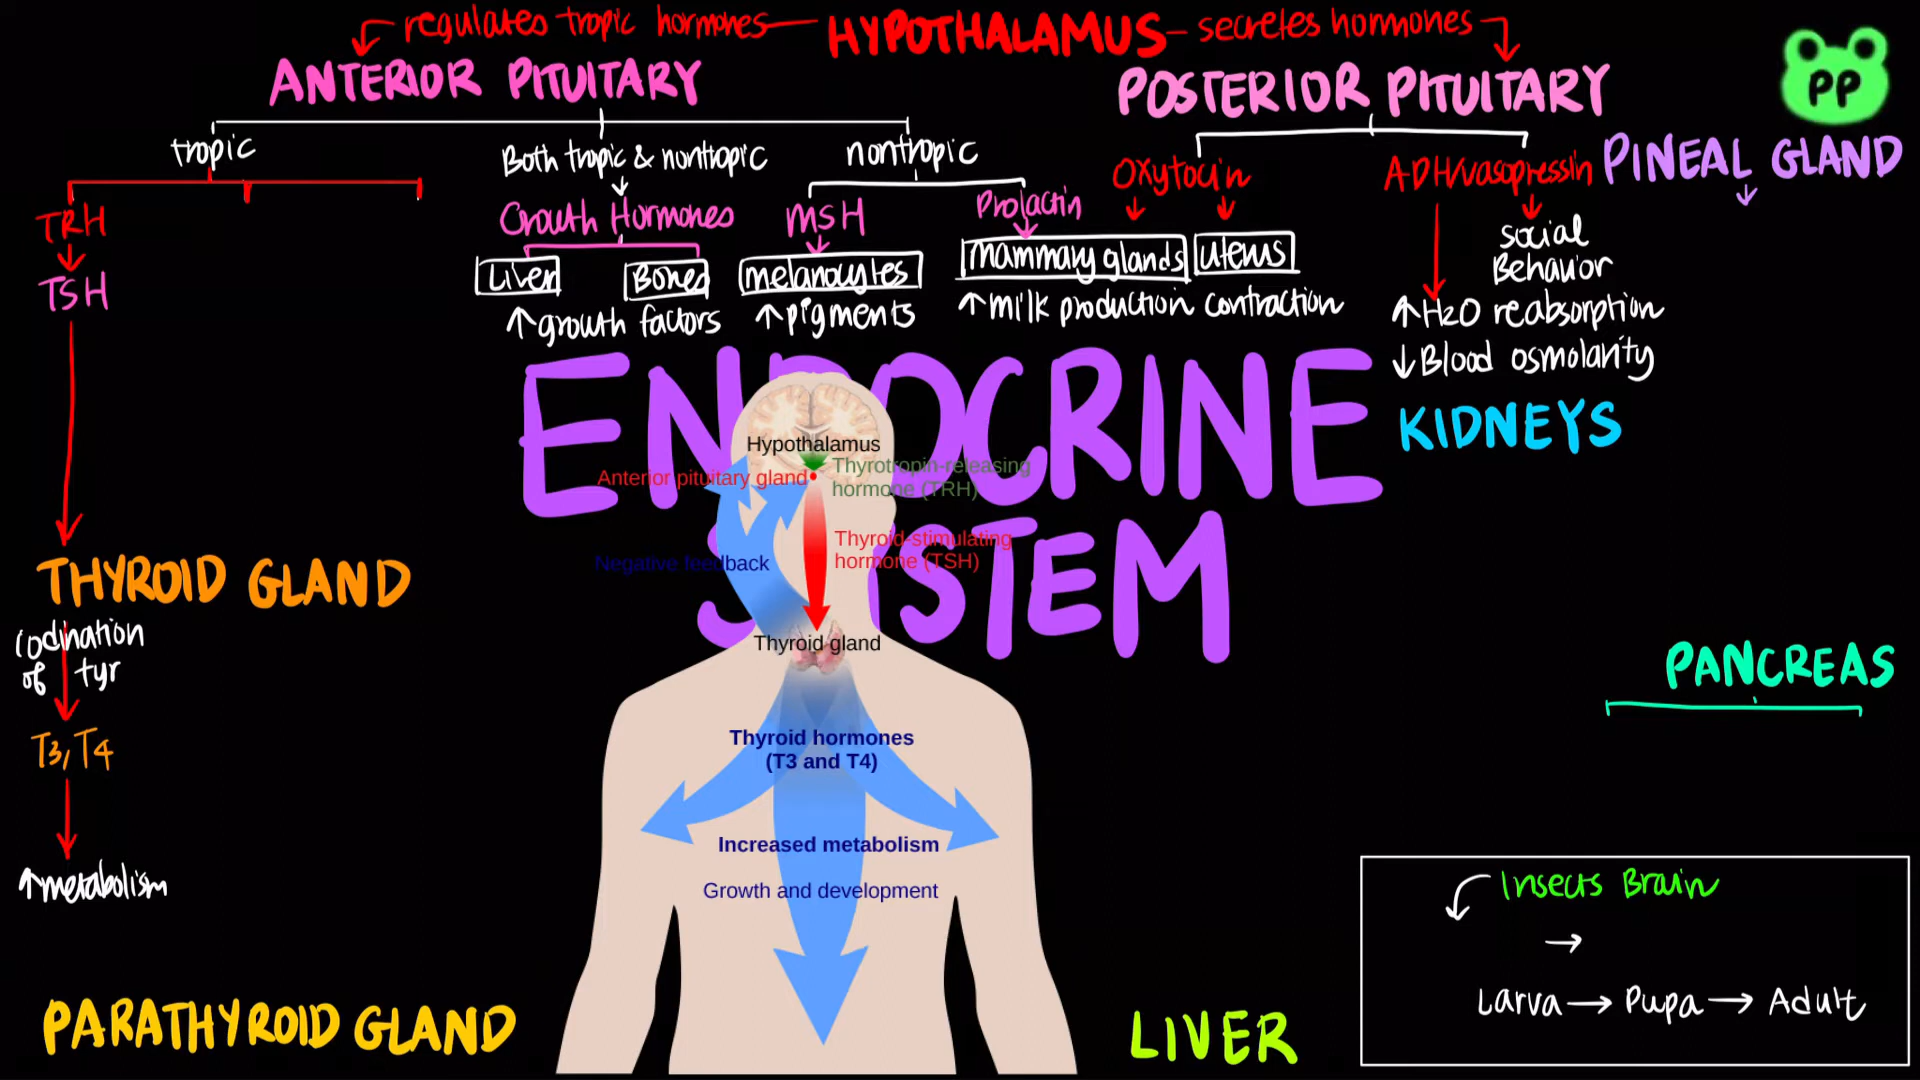 regulates tropic hormones HYPOTHALAMUS secretes hormones
PP
ANTERIOR PITUITARY
POSTERIOR PITUITARY
PINEAL GLAND
tropic
Both tropic & nontropic
nontropic
TRH
TSH
Growth Hormones
Liver
Bones
↑growth factors
MSH
melanocytes
↑pigments
Prolactin
Oxytocin
mammary glands
uterus
↑milk production contraction
ADH/vasopressin
social
Behavior
↑H2O reabsorption
↓Blood osmolarity
KIDNEYS
ENDOCRINE
SYSTEM
Hypothalamus
Anterior pituitary gland
Thyrotropin-releasing
hormone (TRH)
Thyroid-stimulating
hormone (TSH)
Negative feedback
Thyroid gland
Thyroid hormones
(T3 and T4)
Increased metabolism
Growth and development
THYROID GLAND
iodination
of tyr
T3, T4
↑metabolism
PARATHYROID GLAND
LIVER
PANCREAS
Insects Brain
→
Larva → Pupa → Adult